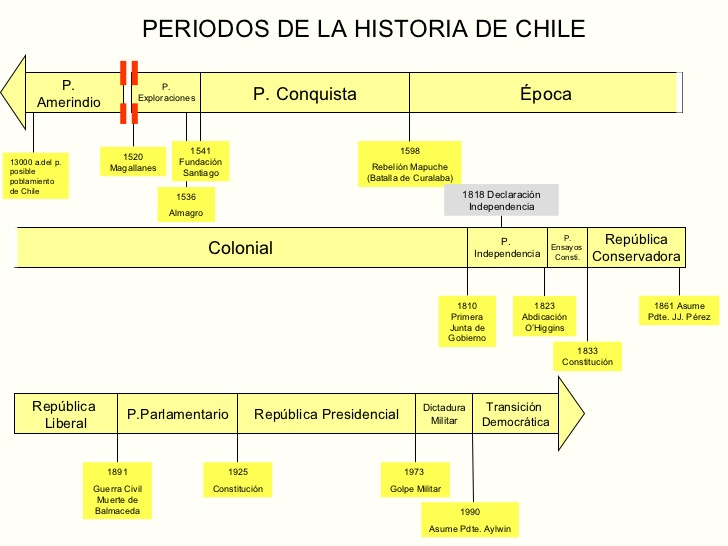 PERIODOS DE LA HISTORIA DE CHILE
P.
Amerindio
P.
Exploraciones
P. Conquista
Época
13000 a.del p.
posible
poblamiento
de Chile
1520
Magallanes
1536
Almagro
1541
Fundación
Santiago
1598
Rebelión Mapuche
(Batalla de Curalaba)
1818 Declaración
Independencia
Colonial
P.
Independencia
P.
Ensayos
Consti.
República
Conservadora
1810
Primera
Junta de
Gobierno
1823
Abdicación
O'Higgins
1833
Constitución
1861 Asume
Pdte. JJ. Pérez
República
Liberal
P.Parlamentario
República Presidencial
Dictadura
Militar
Transición
Democrática
1891
Guerra Civil
Muerte de
Balmaceda
1925
Constitución
1973
Golpe Militar
1990
Asume Pdte. Aylwin